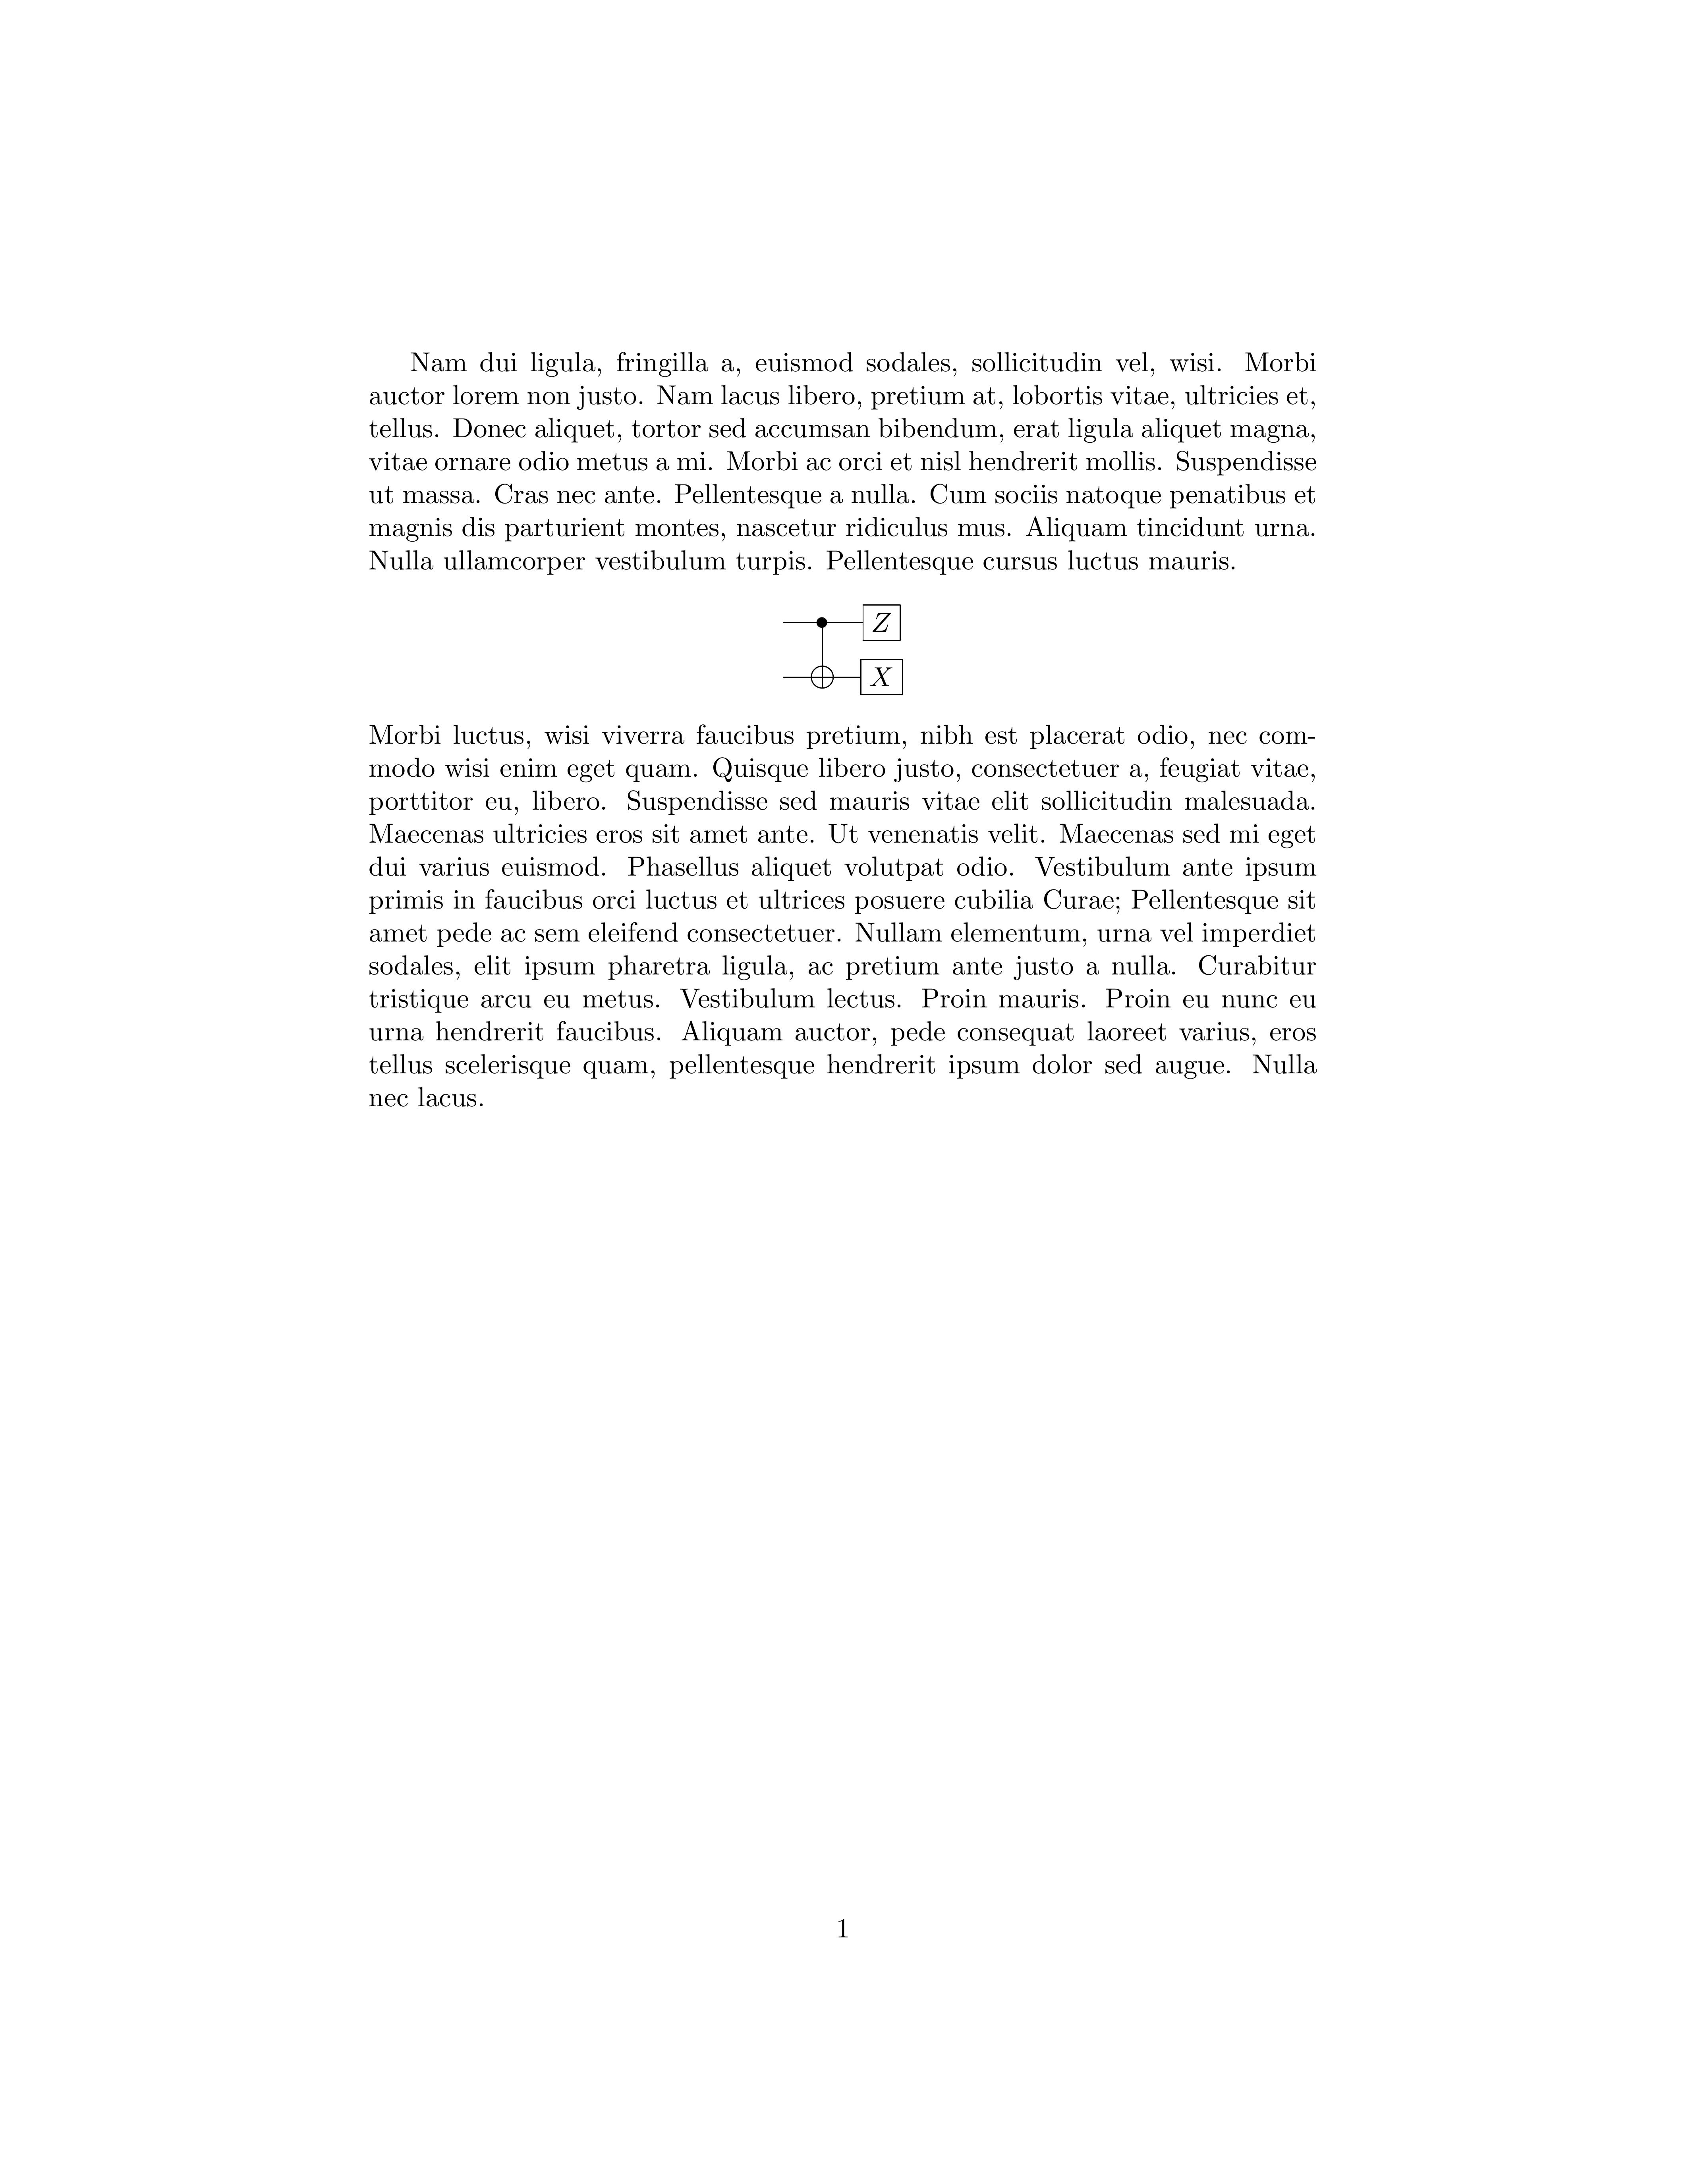 Nam dui ligula, fringilla a, euismod sodales, sollicitudin vel, wisi. Morbi
auctor lorem non justo. Nam lacus libero, pretium at, lobortis vitae, ultricies et,
tellus. Donec aliquet, tortor sed accumsan bibendum, erat ligula aliquet magna,
vitae ornare odio metus a mi. Morbi ac orci et nisl hendrerit mollis. Suspendisse
ut massa. Cras nec ante. Pellentesque a nulla. Cum sociis natoque penatibus et
magnis dis parturient montes, nascetur ridiculus mus. Aliquam tincidunt urna.
Nulla ullamcorper vestibulum turpis. Pellentesque cursus luctus mauris.
Z
X
Morbi luctus, wisi viverra faucibus pretium, nibh est placerat odio, nec com-
modo wisi enim eget quam. Quisque libero justo, consectetuer a, feugiat vitae,
porttitor eu, libero. Suspendisse sed mauris vitae elit sollicitudin malesuada.
Maecenas ultricies eros sit amet ante. Ut venenatis velit. Maecenas sed mi eget
dui varius euismod. Phasellus aliquet volutpat odio. Vestibulum ante ipsum
primis in faucibus orci luctus et ultrices posuere cubilia Curae; Pellentesque sit
amet pede ac sem eleifend consectetuer. Nullam elementum, urna vel imperdiet
sodales, elit ipsum pharetra ligula, ac pretium ante justo a nulla. Curabitur
tristique arcu eu metus. Vestibulum lectus. Proin mauris. Proin eu nunc eu
urna hendrerit faucibus. Aliquam auctor, pede consequat laoreet varius, eros
tellus scelerisque quam, pellentesque hendrerit ipsum dolor sed augue. Nulla
nec lacus.
1